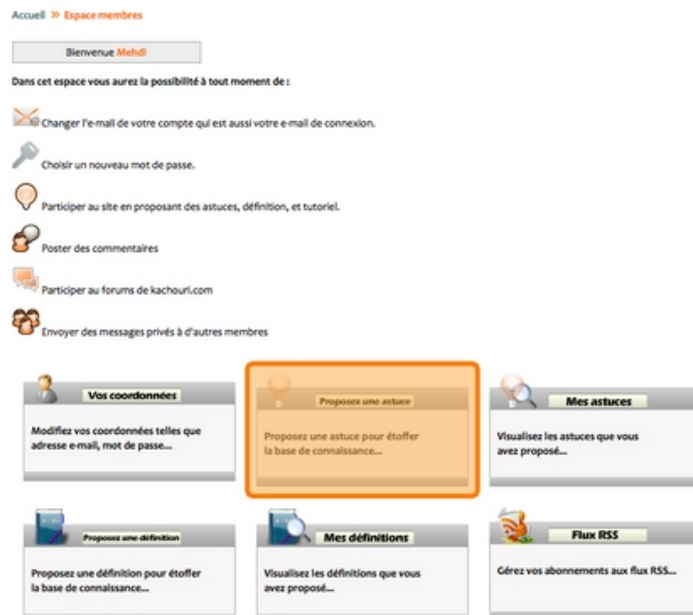 Accueil >> Espace membres
Bienvenue Mehdi
Dans cet espace vous aurez la possibilité à tout moment de :
Changer l'e-mail de votre compte qui est aussi votre e-mail de connexion.
Choisir un nouveau mot de passe.
Participer au site en proposant des astuces, définition, et tutoriel.
Poster des commentaires
Participer au forums de kachouri.com
Envoyer des messages privés à d'autres membres
Vos coordonnées
Modifiez vos coordonnées telles que
adresse e-mail, mot de passe...
Proposez une astuce
Proposez une astuce pour étoffer
la base de connaissance...
Mes astuces
Visualisez les astuces que vous
avez proposé...
Proposez une définition
Proposez une définition pour étoffer
la base de connaissance...
Mes définitions
Visualisez les définitions que vous
avez proposé...
Flux RSS
Gérez vos abonnements aux flux RSS...